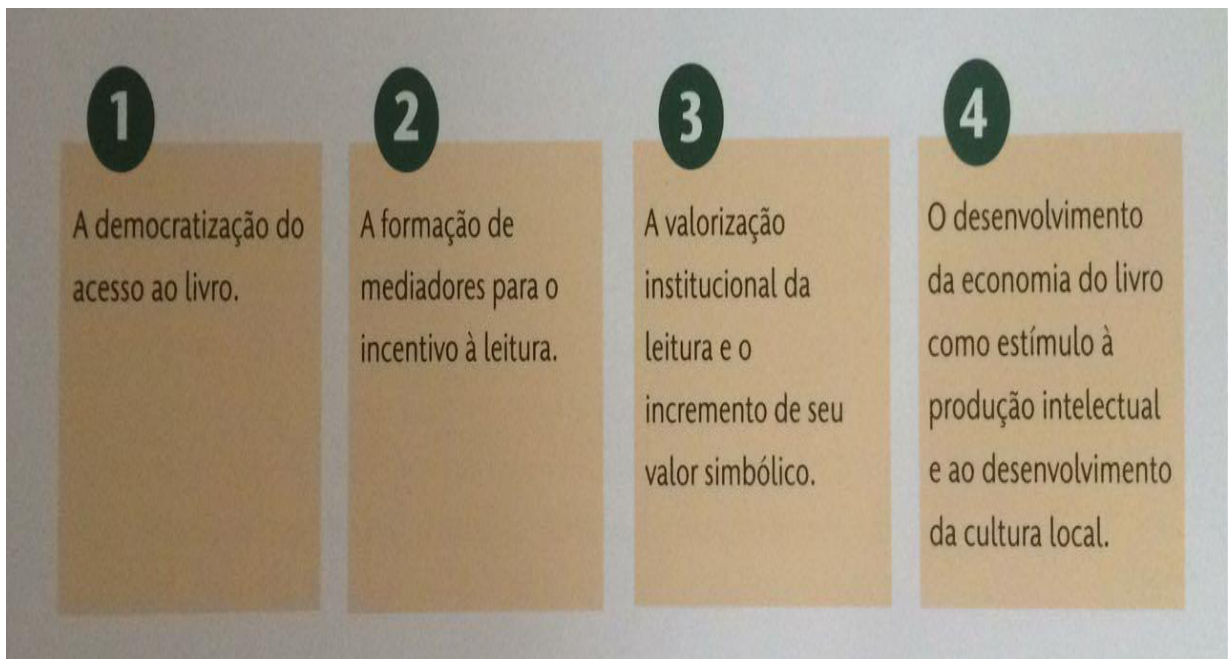 1
A democratização do
acesso ao livro.
2
A formação de
mediadores para o
incentivo à leitura.
3
A valorização
institucional da
leitura e o
incremento de seu
valor simbólico.
4
O desenvolvimento
da economia do livro
como estímulo à
produção intelectual
e ao desenvolvimento
da cultura local.